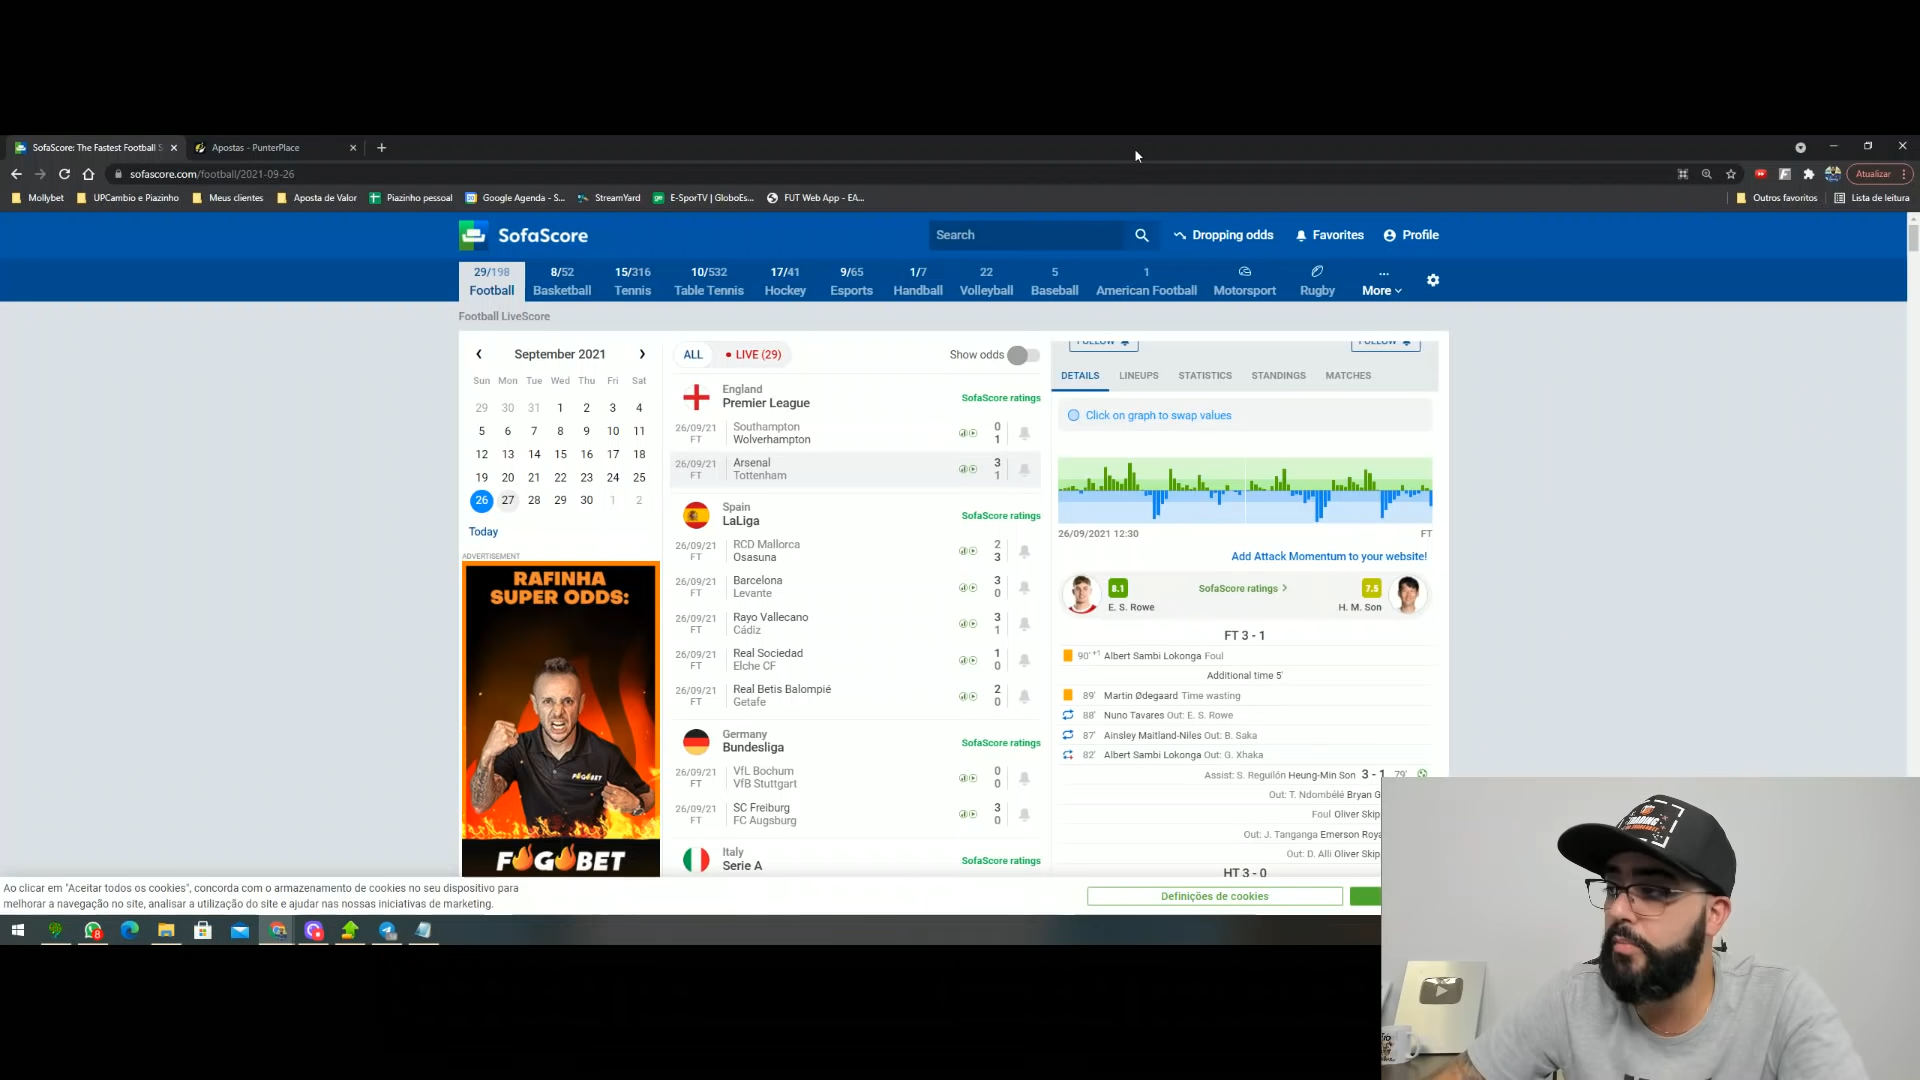 SofaScore: The Fastest Football S
Apostas - PunterPlace
sofascore.com/football/2021-09-26
Atualizar
Mollybet
UPCambio e Piazinho
Meus clientes
Aposta de Valor
Piazinho pessoal
Google Agenda - S...
StreamYard
E-SporTV | GloboEs...
FUT Web App - EA...
Outros favoritos
Lista de leitura
SofaScore
Search
Dropping odds
Favorites
Profile
29/198 Football
8/52 Basketball
15/316 Tennis
10/532 Table Tennis
17/41 Hockey
9/65 Esports
1/7 Handball
22 Volleyball
5 Baseball
1 American Football
Motorsport
Rugby
... More
Football LiveScore
September 2021
Sun Mon Tue Wed Thu Fri Sat
29 30 31 1 2 3 4
5 6 7 8 9 10 11
12 13 14 15 16 17 18
19 20 21 22 23 24 25
26 27 28 29 30 1 2
Today
ADVERTISEMENT
RAFINHA
SUPER ODDS:
FOGOBET
FOGOBET
ALL
LIVE (29)
Show odds
England
Premier League
SofaScore ratings
26/09/21 Southampton 0
FT Wolverhampton 1
26/09/21 Arsenal 3
FT Tottenham 1
Spain
LaLiga
SofaScore ratings
26/09/21 RCD Mallorca 2
FT Osasuna 3
26/09/21 Barcelona 3
FT Levante 0
26/09/21 Rayo Vallecano 3
FT Cádiz 1
26/09/21 Real Sociedad 1
FT Elche CF 0
26/09/21 Real Betis Balompié 2
FT Getafe 0
Germany
Bundesliga
SofaScore ratings
26/09/21 VfL Bochum 0
FT VfB Stuttgart 0
26/09/21 SC Freiburg 3
FT FC Augsburg 0
Italy
Serie A
SofaScore ratings
FOLLOW
FOLLOW
DETAILS
LINEUPS
STATISTICS
STANDINGS
MATCHES
Click on graph to swap values
26/09/2021 12:30
FT
Add Attack Momentum to your website!
8.1
E. S. Rowe
SofaScore ratings >
7.5
H. M. Son
FT 3 - 1
90'+1 Albert Sambi Lokonga Foul
Additional time 5'
89' Martin Ødegaard Time wasting
88' Nuno Tavares Out: E. S. Rowe
87' Ainsley Maitland-Niles Out: B. Saka
82' Albert Sambi Lokonga Out: G. Xhaka
Assist: S. Reguilón Heung-Min Son 3 - 1 79'
Out: T. Ndombélé Bryan G
Foul Oliver Skip
Out: J. Tanganga Emerson Roya
Out: D. Alli Oliver Skip
HT 3 - 0
Ao clicar em "Aceitar todos os cookies", concorda com o armazenamento de cookies no seu dispositivo para
melhorar a navegação no site, analisar a utilização do site e ajudar nas nossas iniciativas de marketing.
Definições de cookies
8
TRADING